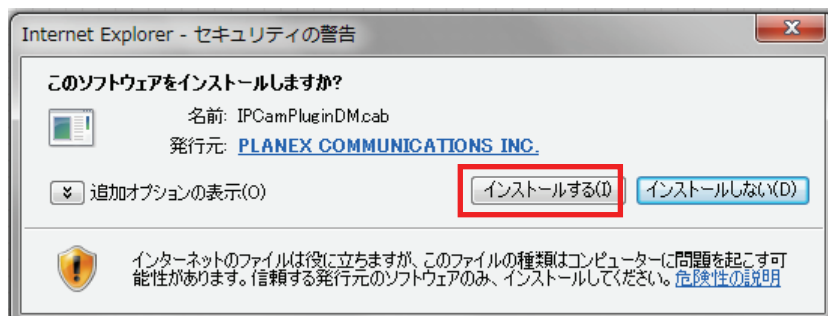 Internet Explorer - セキュリティの警告
このソフトウェアをインストールしますか?
名前: IPCamPluginDM.cab
発行元: PLANEX COMMUNICATIONS INC.
追加オプションの表示(O)
インストールする(I)
インストールしない(D)
インターネットのファイルは役に立ちますが、このファイルの種類はコンピューターに問題を起こす可
能性があります。信頼する発行元のソフトウェアのみ、インストールしてください。危険性の説明